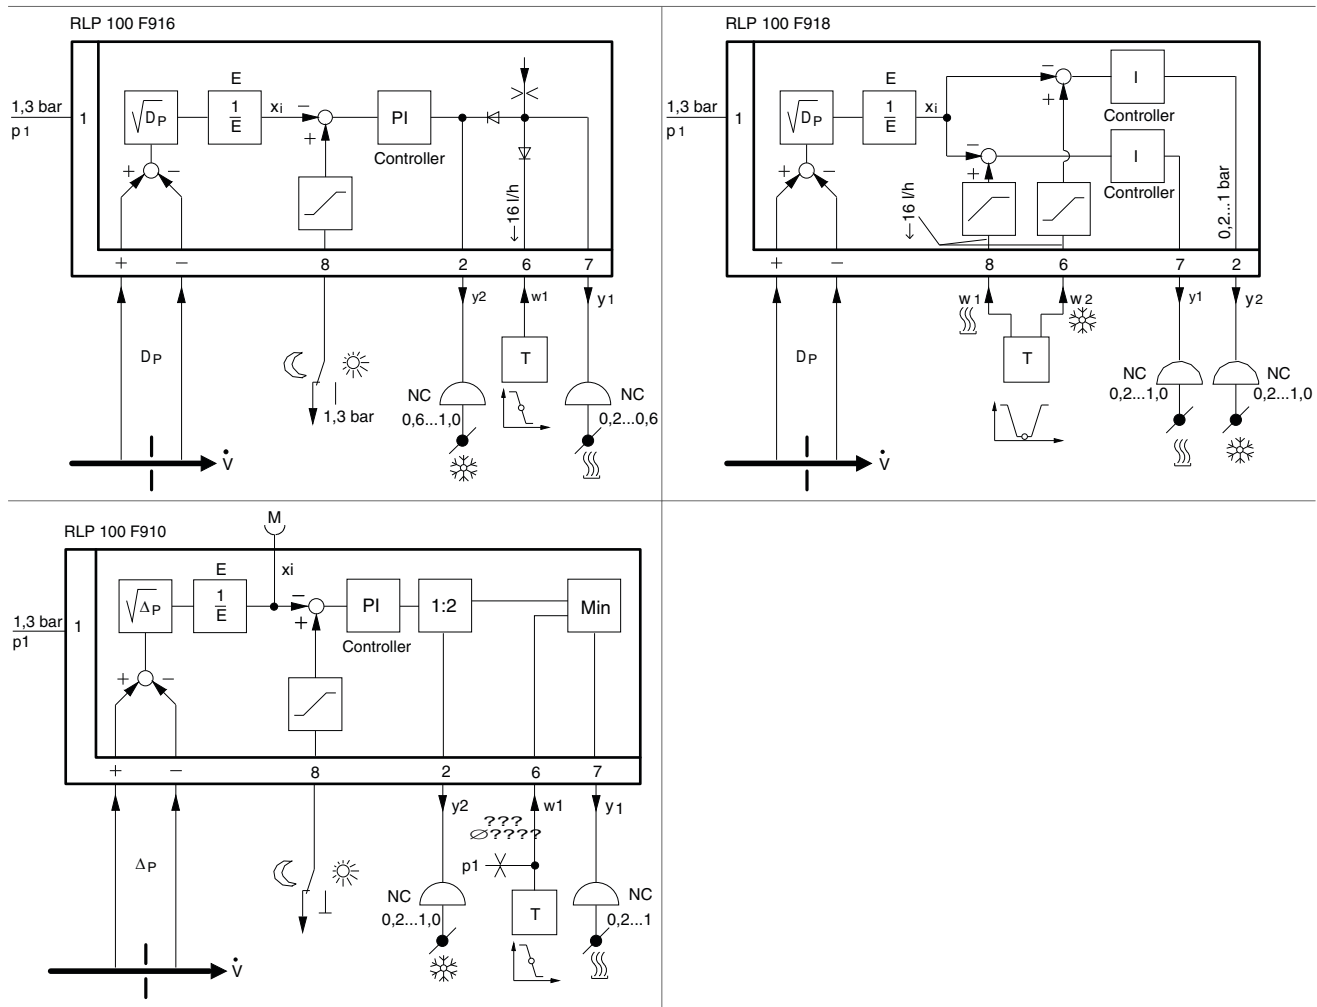 RLP 100 F916
E
1,3 bar
p1
1
√DP
1/E
xi
−
+
PI
Controller
+
−
←16 l/h
+
−
8
2
6
7
y2
w1
y1
DP
T
1,3 bar
NC
0,6...1,0
NC
0,2...0,6
V̇
RLP 100 F918
E
1,3 bar
p1
1
√DP
1/E
xi
−
+
I
Controller
−
+
I
Controller
+
−
←16 l/h
0,2...1 bar
+
−
8
6
7
2
w1
w2
y1
y2
DP
T
NC
0,2...1,0
NC
0,2...1,0
V̇
RLP 100 F910
M
E
xi
1,3 bar
p1
1
√ΔP
1/E
−
+
PI
Controller
1:2
Min
+
−
+
−
8
2
6
7
y2
w1
y1
???
∅????
p1
ΔP
T
NC
0,2...1,0
NC
0,2...1
V̇